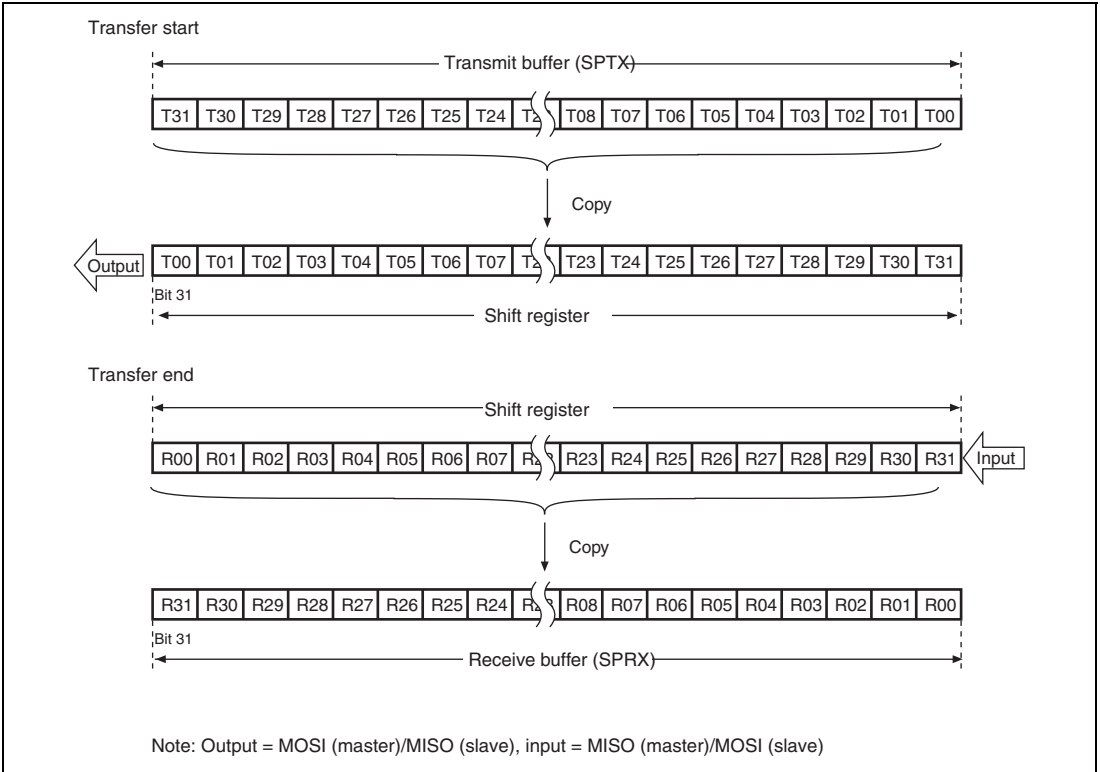 Transfer start
Transmit buffer (SPTX)
T31 T30 T29 T28 T27 T26 T25 T24 T08 T07 T06 T05 T04 T03 T02 T01 T00
Copy
Output T00 T01 T02 T03 T04 T05 T06 T07 T23 T24 T25 T26 T27 T28 T29 T30 T31
Bit 31
Shift register
Transfer end
Shift register
R00 R01 R02 R03 R04 R05 R06 R07 R23 R24 R25 R26 R27 R28 R29 R30 R31 Input
Copy
R31 R30 R29 R28 R27 R26 R25 R24 R08 R07 R06 R05 R04 R03 R02 R01 R00
Bit 31
Receive buffer (SPRX)
Note: Output = MOSI (master)/MISO (slave), input = MISO (master)/MOSI (slave)